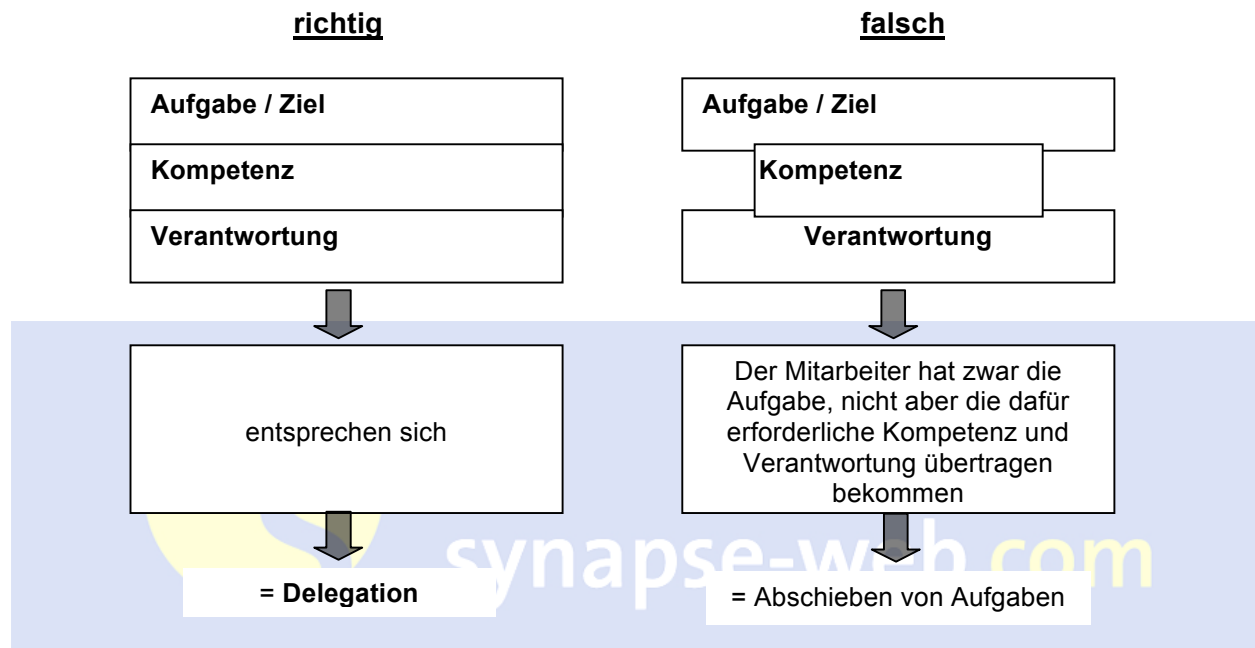 richtig
Aufgabe / Ziel
Kompetenz
Verantwortung
entsprechen sich
= Delegation
falsch
Aufgabe / Ziel
Kompetenz
Verantwortung
Der Mitarbeiter hat zwar die
Aufgabe, nicht aber die dafür
erforderliche Kompetenz und
Verantwortung übertragen
bekommen
= Abschieben von Aufgaben
synapse-web.com